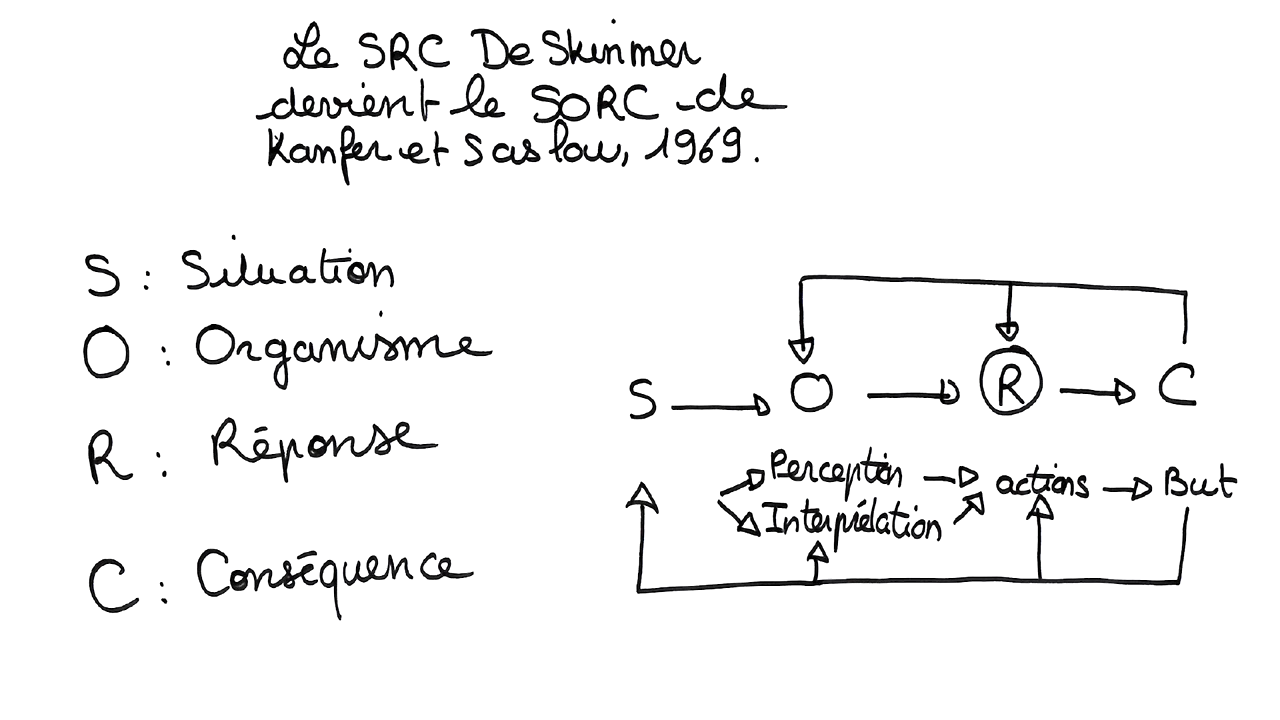 Le SRC De Skinner
devient le SORC de
Kanfer et Saslow, 1969.
S : Situation
O : Organisme
R : Réponse
C : Conséquence
S O R C
Perception actions But
Interprétation